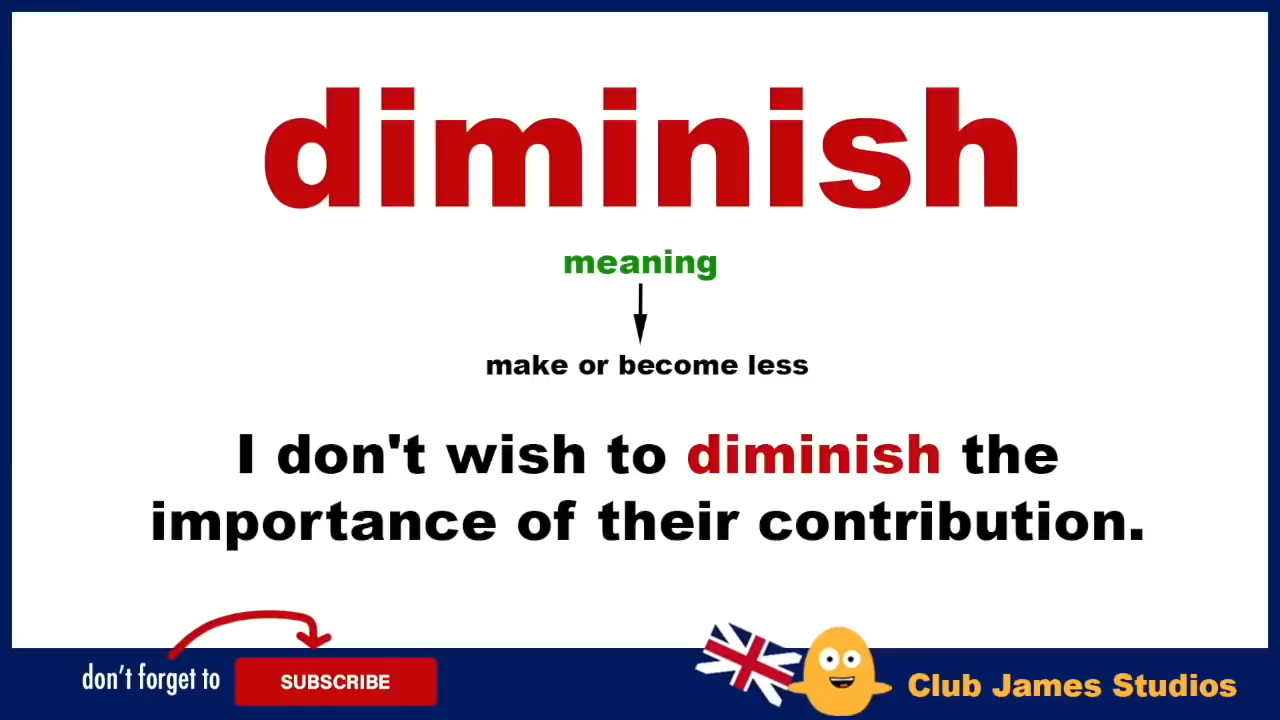 diminish
meaning
make or become less
I don't wish to diminish the
importance of their contribution.
don't forget to
SUBSCRIBE
Club James Studios